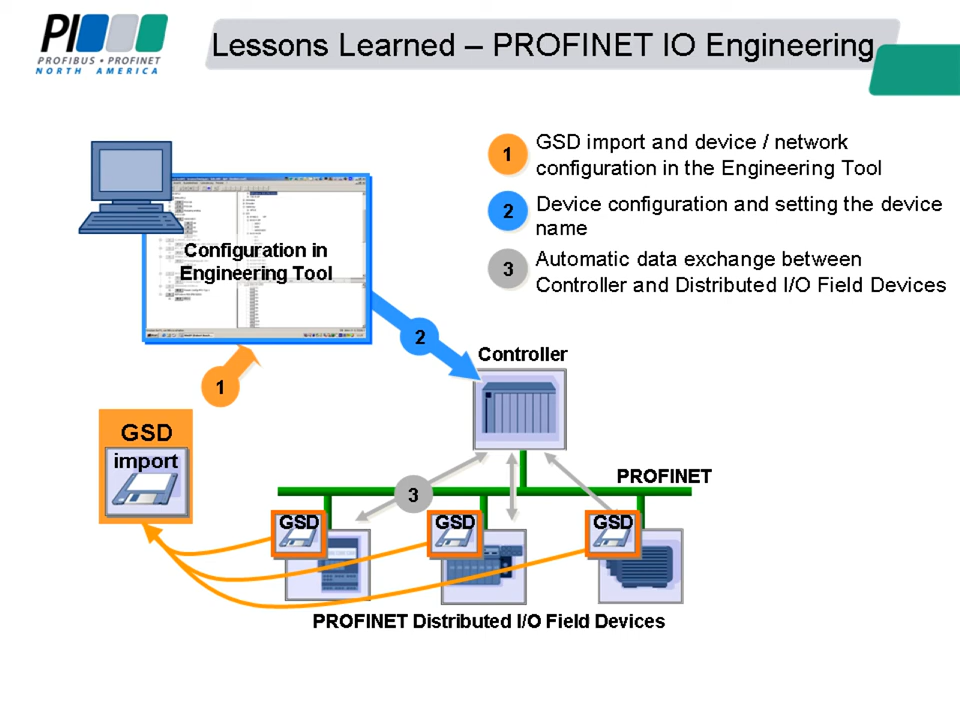 PI
PROFIBUS • PROFINET
NORTH AMERICA
Lessons Learned – PROFINET IO Engineering
1
GSD import and device / network
configuration in the Engineering Tool
2
Device configuration and setting the device
name
3
Automatic data exchange between
Controller and Distributed I/O Field Devices
Configuration in
Engineering Tool
2
Controller
1
GSD
import
PROFINET
3
GSD
GSD
GSD
PROFINET Distributed I/O Field Devices